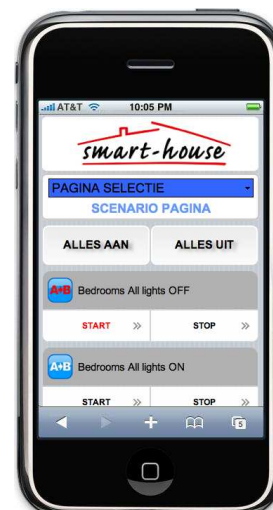 AT&T 10:05 PM
smart-house
PAGINA SELECTIE
SCENARIO PAGINA
ALLES AAN ALLES UIT
A+B Bedrooms All lights OFF
START >> STOP >>
A+B Bedrooms All lights ON
START >> STOP >>
5